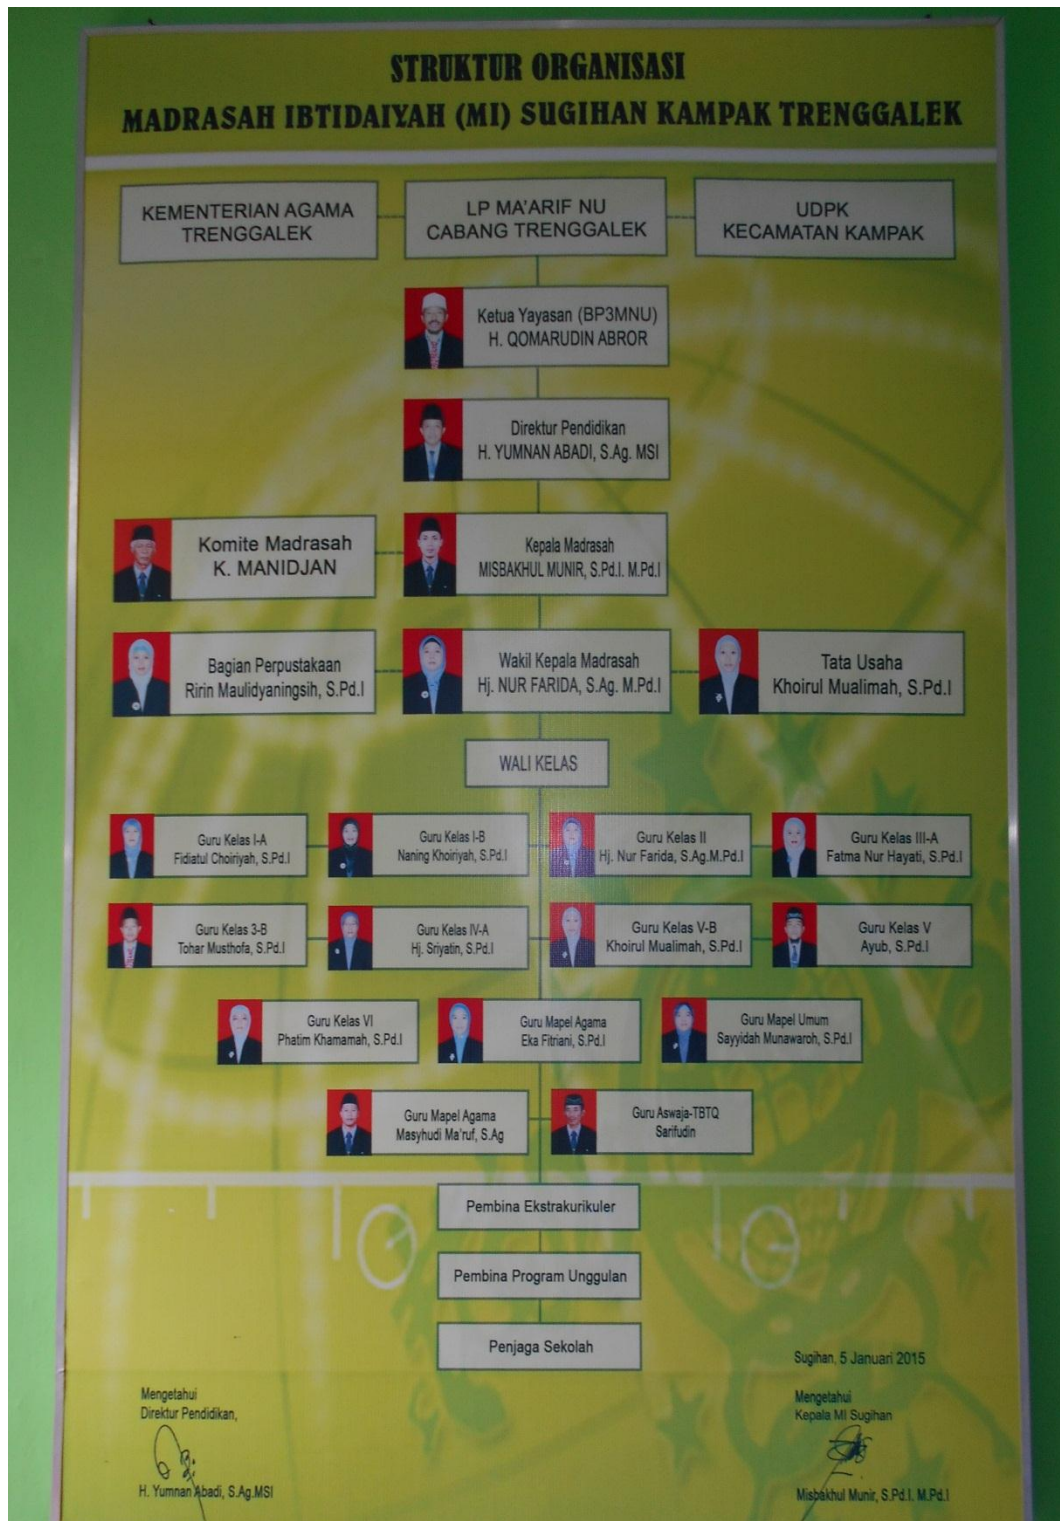 STRUKTUR ORGANISASI
MADRASAH IBTIDAIYAH (MI) SUGIHAN KAMPAK TRENGGALEK
KEMENTERIAN AGAMA
TRENGGALEK
LP MA'ARIF NU
CABANG TRENGGALEK
UDPK
KECAMATAN KAMPAK
Ketua Yayasan (BP3MNU)
H. QOMARUDIN ABROR
Direktur Pendidikan
H. YUMNAN ABADI, S.Ag. MSI
Komite Madrasah
K. MANIDJAN
Kepala Madrasah
MISBAKHUL MUNIR, S.Pd.I. M.Pd.I
Bagian Perpustakaan
Ririn Maulidyaningsih, S.Pd.I
Wakil Kepala Madrasah
Hj. NUR FARIDA, S.Ag. M.Pd.I
Tata Usaha
Khoirul Mualimah, S.Pd.I
WALI KELAS
Guru Kelas I-A
Fidiatul Choiriyah, S.Pd.I
Guru Kelas I-B
Naning Khoiriyah, S.Pd.I
Guru Kelas II
Hj. Nur Farida, S.Ag.M.Pd.I
Guru Kelas III-A
Fatma Nur Hayati, S.Pd.I
Guru Kelas 3-B
Tohar Musthofa, S.Pd.I
Guru Kelas IV-A
Hj. Sriyatin, S.Pd.I
Guru Kelas V-B
Khoirul Mualimah, S.Pd.I
Guru Kelas V
Ayub, S.Pd.I
Guru Kelas VI
Phatim Khamamah, S.Pd.I
Guru Mapel Agama
Eka Fitriani, S.Pd.I
Guru Mapel Umum
Sayyidah Munawaroh, S.Pd.I
Guru Mapel Agama
Masyhudi Ma'ruf, S.Ag
Guru Aswaja-TBTQ
Sarifudin
Pembina Ekstrakurikuler
Pembina Program Unggulan
Penjaga Sekolah
Sugihan, 5 Januari 2015
Mengetahui
Direktur Pendidikan,
H. Yumnan Abadi, S.Ag.MSI
Mengetahui
Kepala MI Sugihan
Misbakhul Munir, S.Pd.I. M.Pd.I